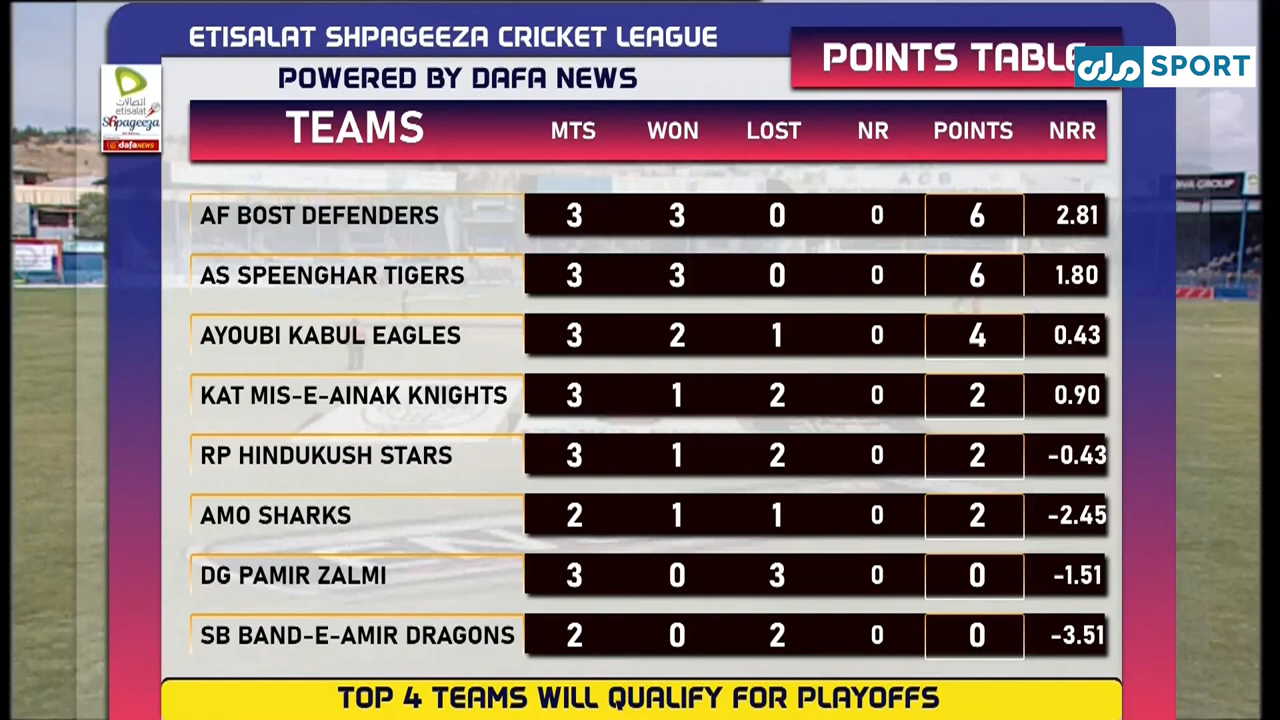 ETISALAT SHPAGEEZA CRICKET LEAGUE
POWERED BY DAFA NEWS
POINTS TABLE
SPORT
اتصالات
etisalat
Shpageeza
dafaNEWS
TEAMS MTS WON LOST NR POINTS NRR
AF BOST DEFENDERS 3 3 0 0 6 2.81
AS SPEENGHAR TIGERS 3 3 0 0 6 1.80
AYOUBI KABUL EAGLES 3 2 1 0 4 0.43
KAT MIS-E-AINAK KNIGHTS 3 1 2 0 2 0.90
RP HINDUKUSH STARS 3 1 2 0 2 -0.43
AMO SHARKS 2 1 1 0 2 -2.45
DG PAMIR ZALMI 3 0 3 0 0 -1.51
SB BAND-E-AMIR DRAGONS 2 0 2 0 0 -3.51
TOP 4 TEAMS WILL QUALIFY FOR PLAYOFFS